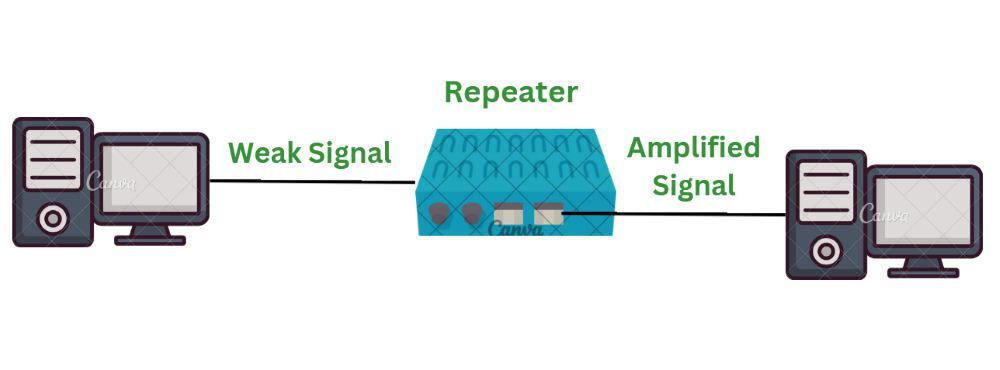 Repeater
Weak Signal
Amplified
Signal
Canva
Canva
Canva